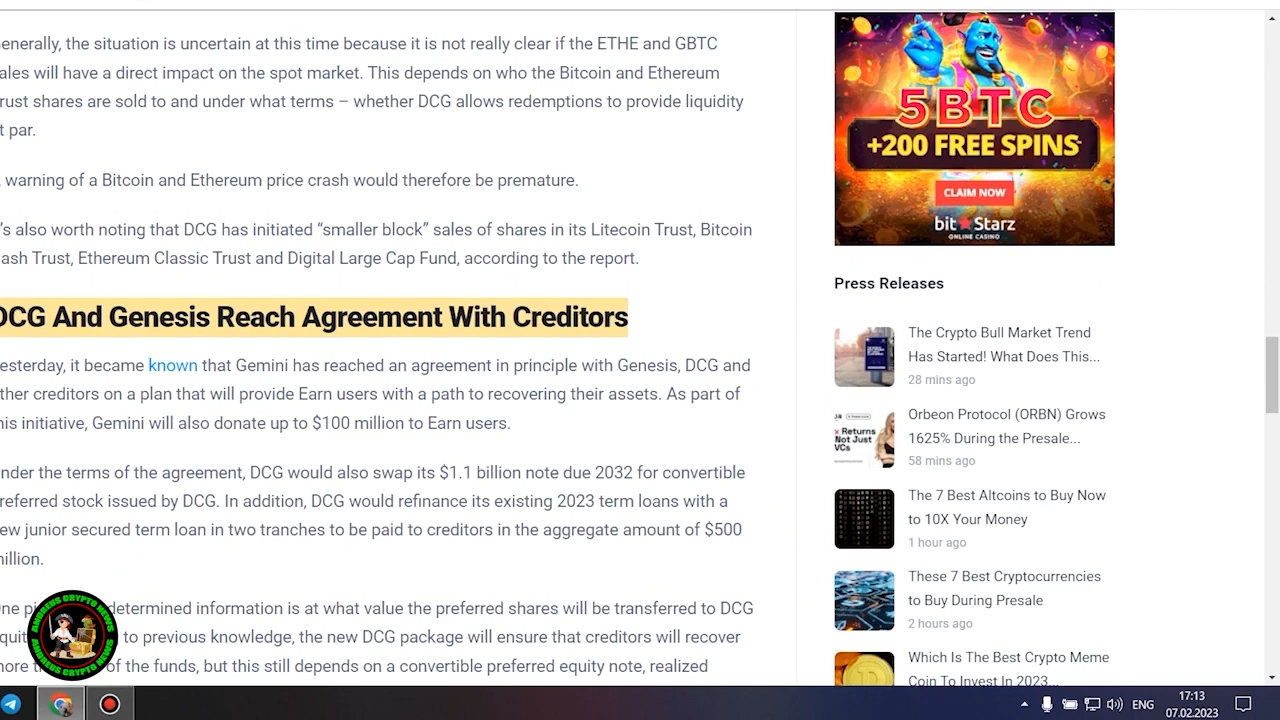 enerally, the situation is uncertain at this time because it is not really clear if the ETHE and GBTC
ales will have a direct impact on the spot market. This depends on who the Bitcoin and Ethereum
rust shares are sold to and under what terms – whether DCG allows redemptions to provide liquidity
t par.
warning of a Bitcoin and Ethereum price crash would therefore be premature.
's also worth noting that DCG has initiated “smaller block” sales of shares in its Litecoin Trust, Bitcoin
ash Trust, Ethereum Classic Trust and Digital Large Cap Fund, according to the report.
DCG And Genesis Reach Agreement With Creditors
esterday, it became known that Gemini has reached an agreement in principle with Genesis, DCG and
ther creditors on a plan that will provide Earn users with a path to recovering their assets. As part of
his initiative, Gemini will also donate up to $100 million to Earn users.
nder the terms of the agreement, DCG would also swap its $1.1 billion note due 2032 for convertible
referred stock issued by DCG. In addition, DCG would refinance its existing 2023 term loans with a
ew junior secured term loan in two tranches to be paid to creditors in the aggregate amount of $500
illion.
ne determined information is at what value the preferred shares will be transferred to DCG
to previous knowledge, the new DCG package will ensure that creditors will recover
of the funds, but this still depends on a convertible preferred equity note, realized
ANDREUS CRYPTO NEWS
ANDREUS CRYPTO NEWS
5BTC
+200 FREE SPINS
CLAIM NOW
bit Starz
ONLINE CASINO
Press Releases
The Crypto Bull Market Trend
Has Started! What Does This...
28 mins ago
Returns
Not Just
VCs
Orbeon Protocol (ORBN) Grows
1625% During the Presale...
58 mins ago
The 7 Best Altcoins to Buy Now
to 10X Your Money
1 hour ago
These 7 Best Cryptocurrencies
to Buy During Presale
2 hours ago
Which Is The Best Crypto Meme
Coin To Invest In 2023...
ENG
17:13
07.02.2023